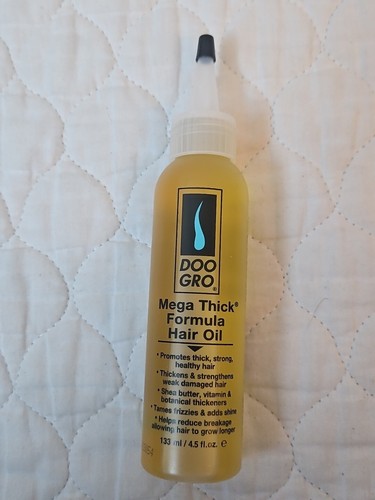 DOO
GRO®
Mega Thick®
Formula
Hair Oil
• Promotes thick, strong,
healthy hair
• Thickens & strengthens
weak damaged hair
• Shea butter, vitamin &
botanical thickeners
• Tames frizzies & adds shine
• Helps reduce breakage
allowing hair to grow longer
133 ml / 4.5 fl.oz. e